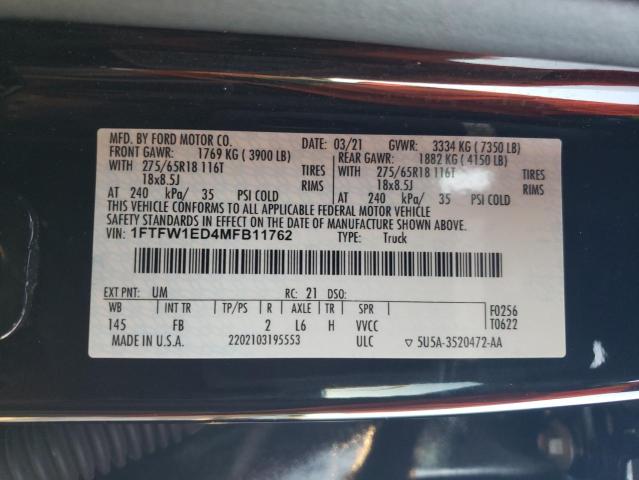 MFD. BY FORD MOTOR CO. DATE: 03/21 GVWR: 3334 KG ( 7350 LB)
FRONT GAWR: 1769 KG ( 3900 LB) REAR GAWR: 1882 KG ( 4150 LB)
WITH 275/65R18 116T TIRES WITH 275/65R18 116T TIRES
18x8.5J RIMS 18x8.5J RIMS
AT 240 kPa/ 35 PSI COLD AT 240 kPa/ 35 PSI COLD
THIS VEHICLE CONFORMS TO ALL APPLICABLE FEDERAL MOTOR VEHICLE
SAFETY STANDARDS IN EFFECT ON THE DATE OF MANUFACTURE SHOWN ABOVE.
VIN: 1FTFW1ED4MFB11762 TYPE: Truck
EXT PNT: UM RC: 21 DSO:
WB INT TR TP/PS R AXLE TR SPR F0256
145 FB 2 L6 H VVCC T0622
MADE IN U.S.A. 2202103195553 ULC ▽ 5U5A-3520472-AA